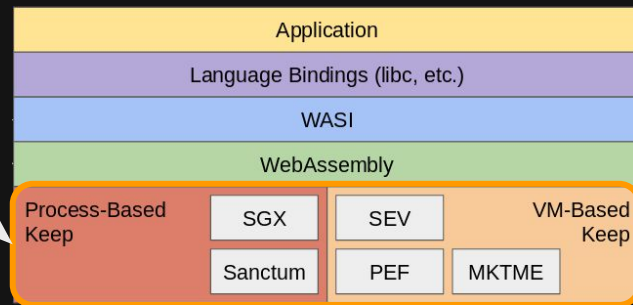 Application
Language Bindings (libc, etc.)
WASI
WebAssembly
Process-Based
Keep
SGX
Sanctum
SEV
PEF
MKTME
VM-Based
Keep